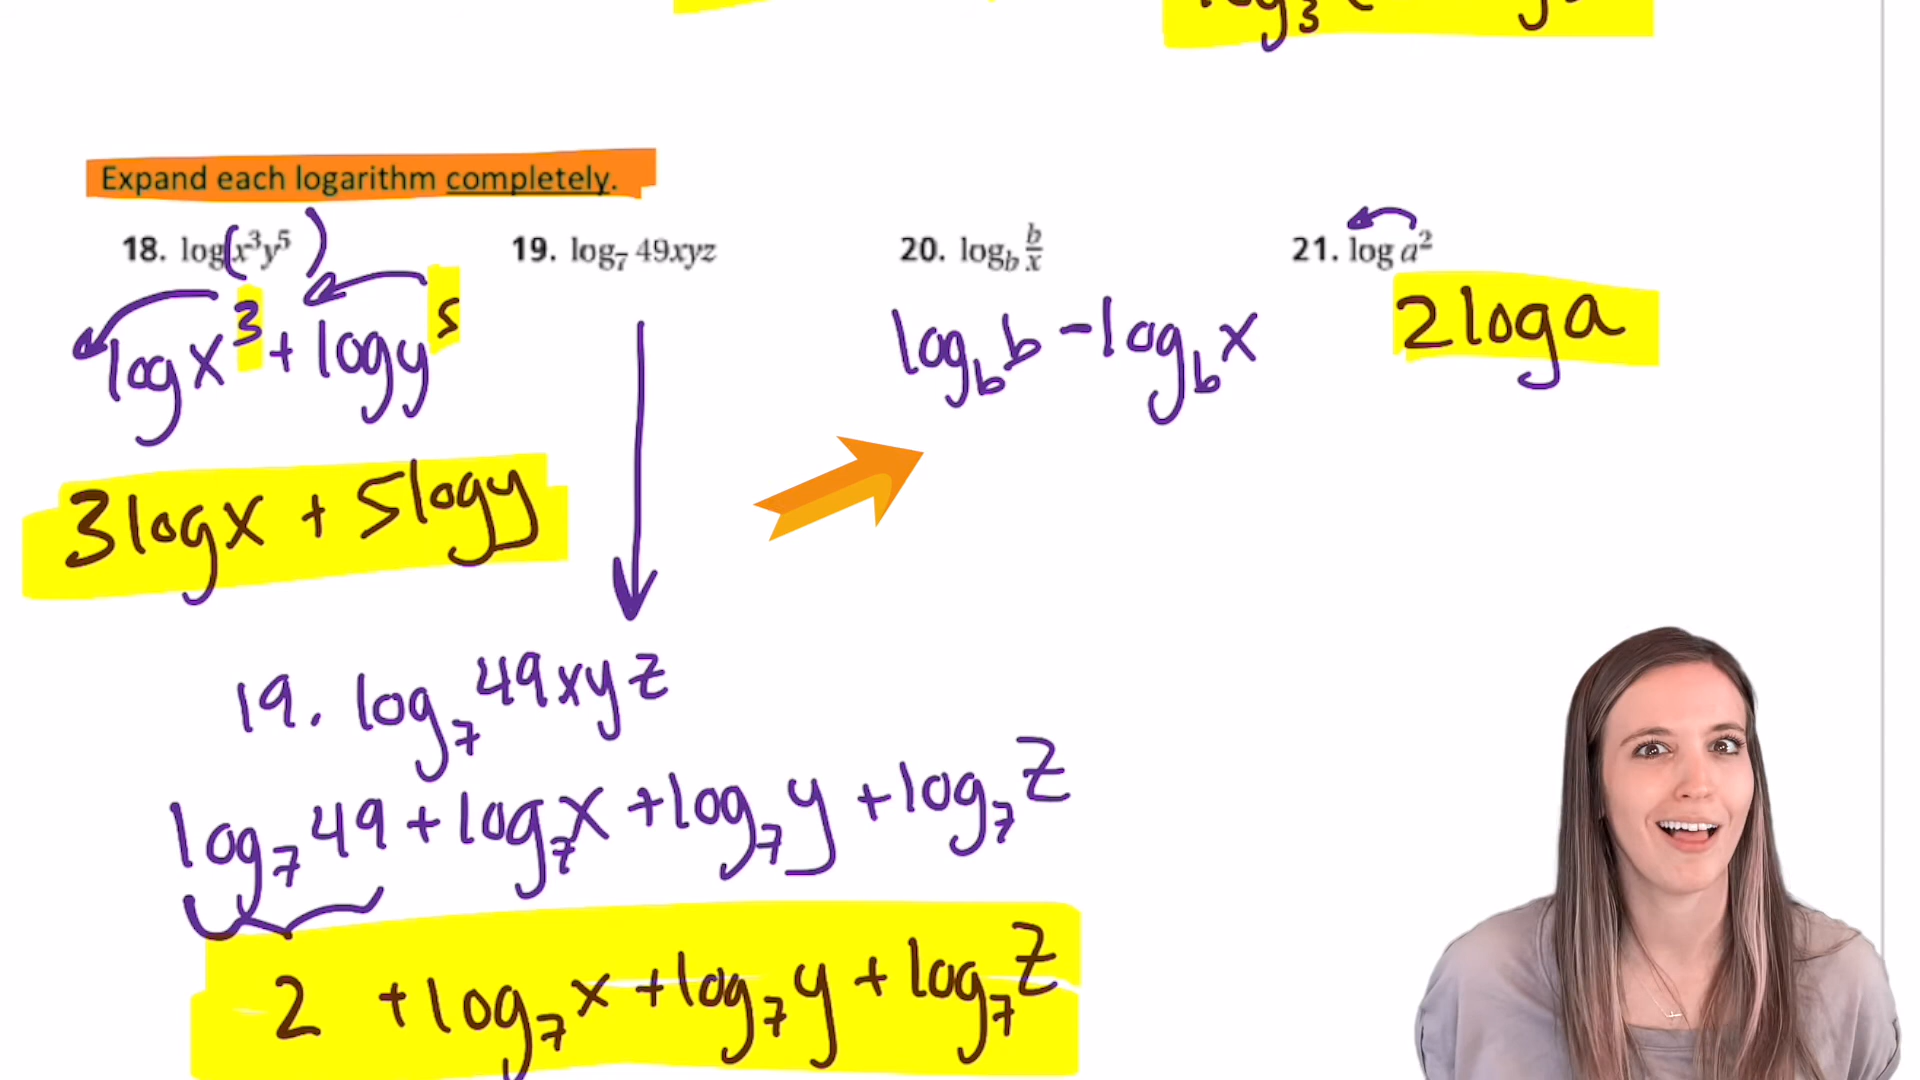 log₃
Expand each logarithm completely.
18. log(x³y⁵)
19. log₇ 49xyz
20. log_b b/x
21. log a²
log x³ + log y⁵
log_b b - log_b x
2 log a
3 log x + 5 log y
19. log₇ 49xyz
log₇ 49 + log₇ x + log₇ y + log₇ z
2 + log₇ x + log₇ y + log₇ z